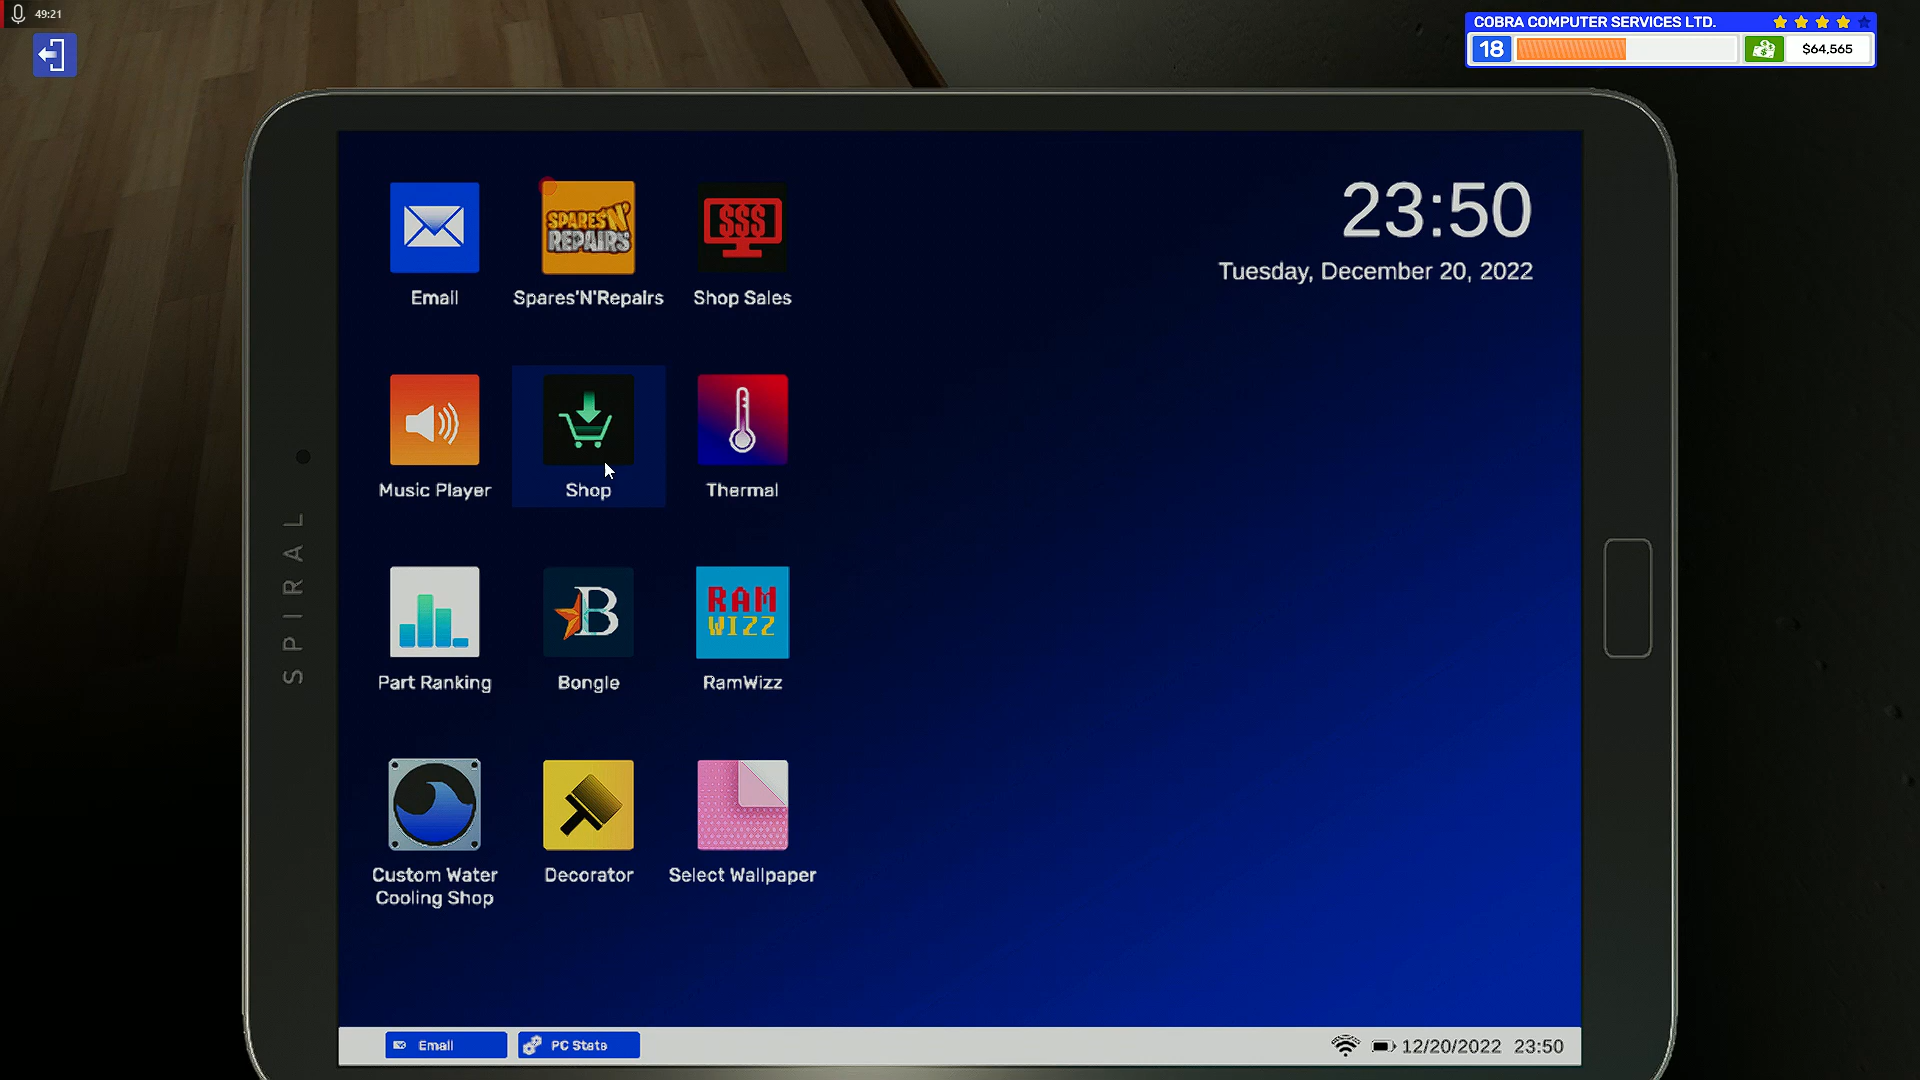 49:21
COBRA COMPUTER SERVICES LTD.
18
$64,565
23:50
Tuesday, December 20, 2022
SPARES'N'
REPAIRS
$$$
Email
Spares'N'Repairs
Shop Sales
Music Player
Shop
Thermal
B
RAM
WIZZ
Part Ranking
Bongle
RamWizz
Custom Water
Cooling Shop
Decorator
Select Wallpaper
SPIRAL
Email
PC Stats
12/20/2022 23:50